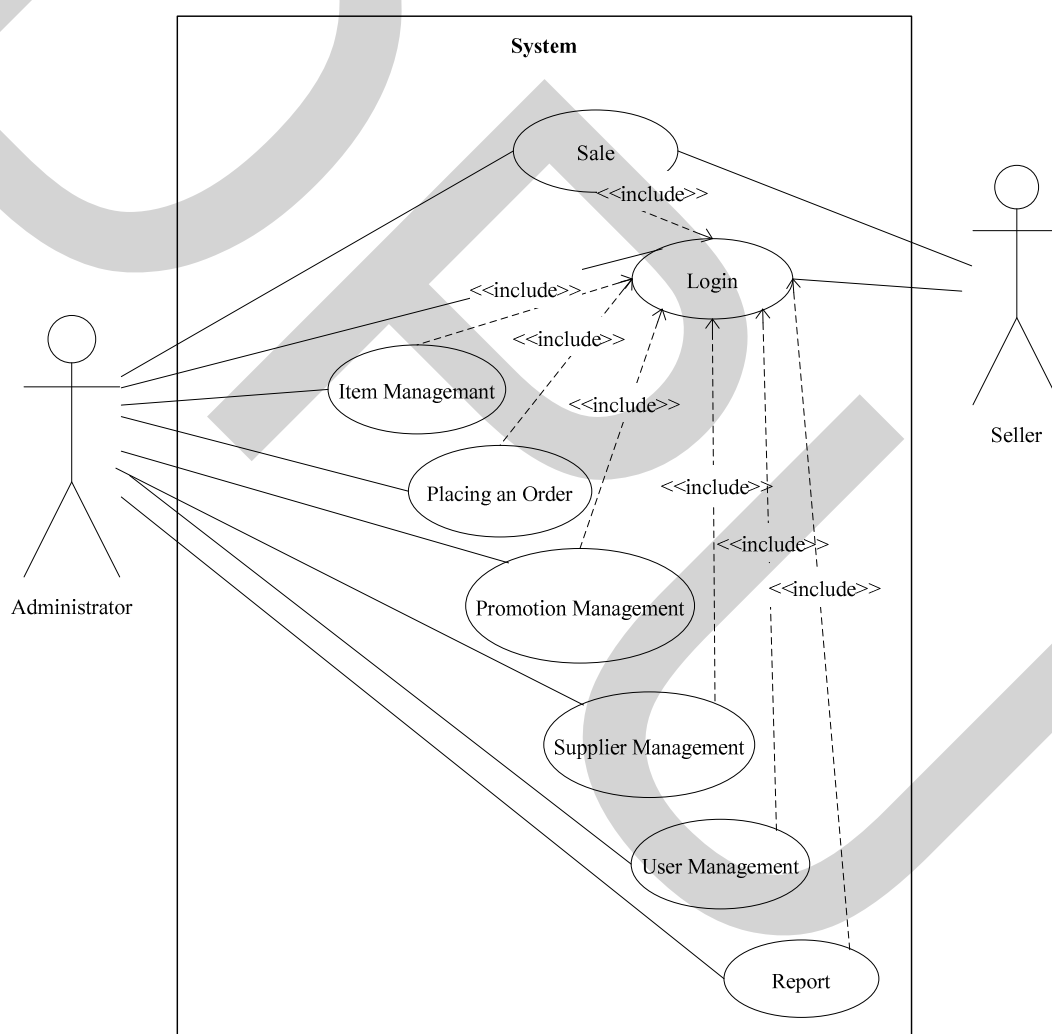 System
Sale
<<include>>
Login
<<include>>
<<include>>
Item Managemant
<<include>>
Seller
Placing an Order
<<include>>
<<include>>
<<include>>
Administrator
Promotion Management
Supplier Management
User Management
Report